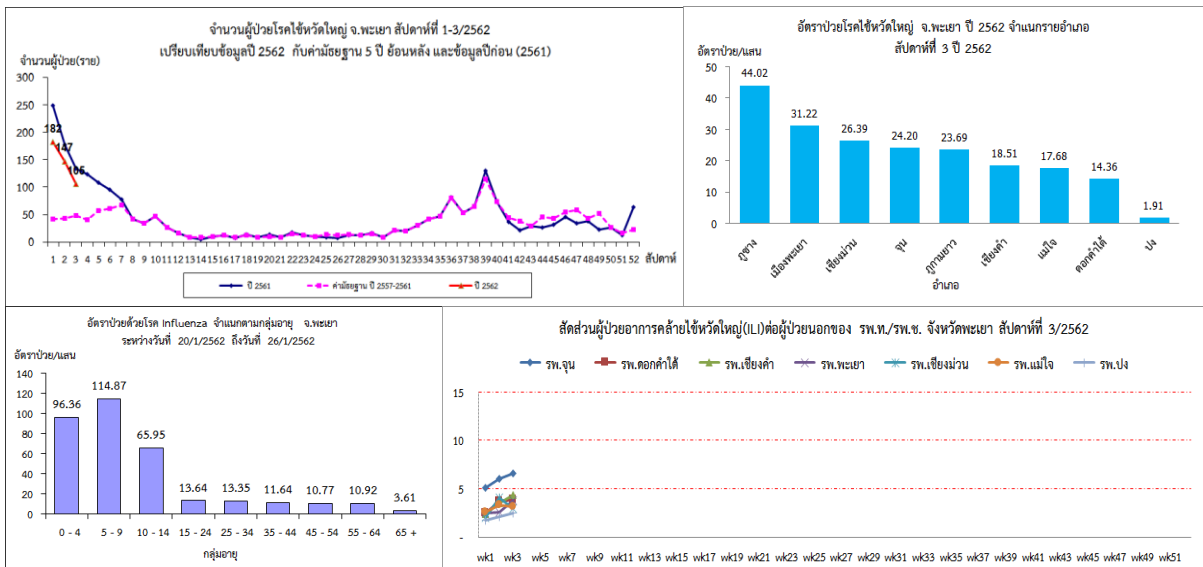 จำนวนผู้ป่วยโรคไข้หวัดใหญ่ จ.พะเยา สัปดาห์ที่ 1-3/2562
เปรียบเทียบข้อมูลปี 2562 กับค่ามัธยฐาน 5 ปี ย้อนหลัง และข้อมูลปีก่อน (2561)
จำนวนผู้ป่วย(ราย)
300
250
200
150
100
50
0
182
147
105
1 2 3 4 5 6 7 8 9 10 11 12 13 14 15 16 17 18 19 20 21 22 23 24 25 26 27 28 29 30 31 32 33 34 35 36 37 38 39 40 41 42 43 44 45 46 47 48 49 50 51 52 สัปดาห์
ปี 2561 ค่ามัธยฐาน ปี 2557-2561 ปี 2562
อัตราป่วยโรคไข้หวัดใหญ่ จ.พะเยา ปี 2562 จำแนกรายอำเภอ
สัปดาห์ที่ 3 ปี 2562
อัตราป่วย/แสน
50
40
30
20
10
0
44.02 31.22 26.39 24.20 23.69 18.51 17.68 14.36 1.91
ภูซาง เมืองพะเยา เชียงม่วน จุน ภูกามยาว เชียงคำ แม่ใจ ดอกคำใต้ ปง
อำเภอ
อัตราป่วยด้วยโรค Influenza จำแนกตามกลุ่มอายุ จ.พะเยา
ระหว่างวันที่ 20/1/2562 ถึงวันที่ 26/1/2562
อัตราป่วย/แสน
140
120
100
80
60
40
20
0
96.36 114.87 65.95 13.64 13.35 11.64 10.77 10.92 3.61
0 - 4 5 - 9 10 - 14 15 - 24 25 - 34 35 - 44 45 - 54 55 - 64 65 +
กลุ่มอายุ
สัดส่วนผู้ป่วยอาการคล้ายไข้หวัดใหญ่(ILI)ต่อผู้ป่วยนอกของ รพ.ท./รพ.ช. จังหวัดพะเยา สัปดาห์ที่ 3/2562
รพ.จุน รพ.ดอกคำใต้ รพ.เชียงคำ รพ.พะเยา รพ.เชียงม่วน รพ.แม่ใจ รพ.ปง
15
10
5
-
wk1 wk3 wk5 wk7 wk9 wk11 wk13 wk15 wk17 wk19 wk21 wk23 wk25 wk27 wk29 wk31 wk33 wk35 wk37 wk39 wk41 wk43 wk45 wk47 wk49 wk51